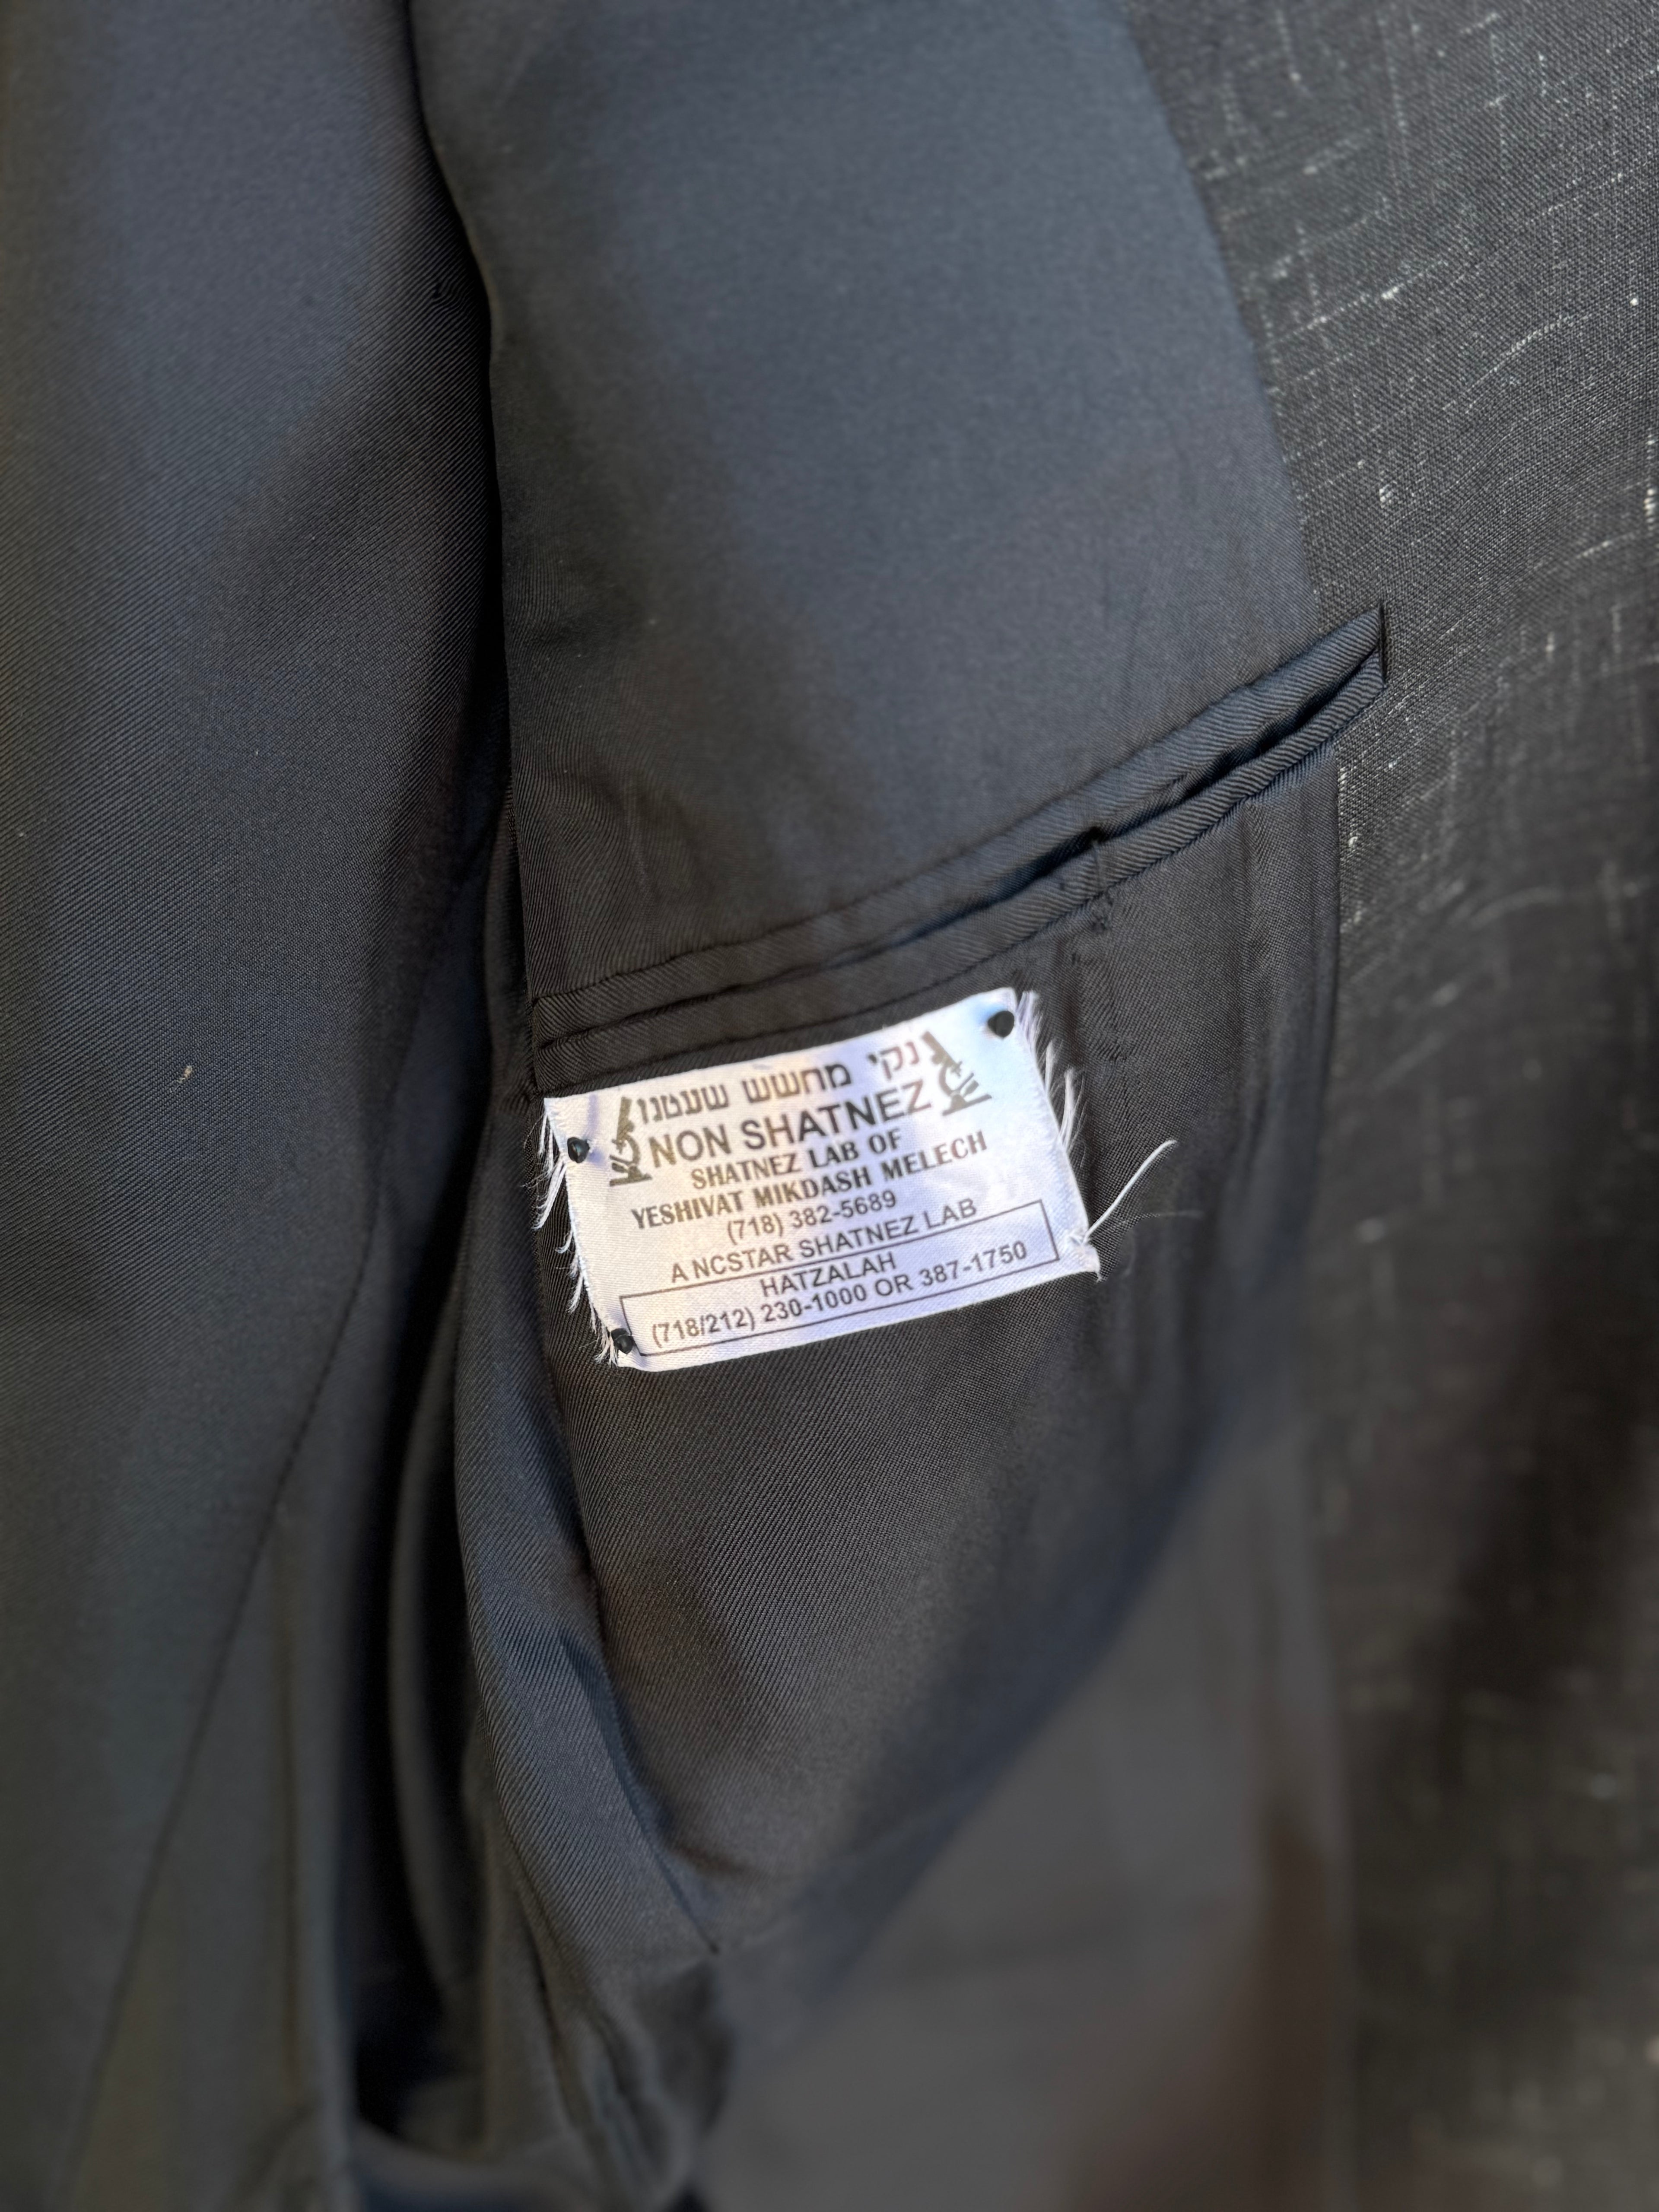 נקי מחשש שעטנז
NON SHATNEZ
SHATNEZ LAB OF
YESHIVAT MIKDASH MELECH
(718) 382-5689
A NCSTAR SHATNEZ LAB
HATZALAH
(718/212) 230-1000 OR 387-1750